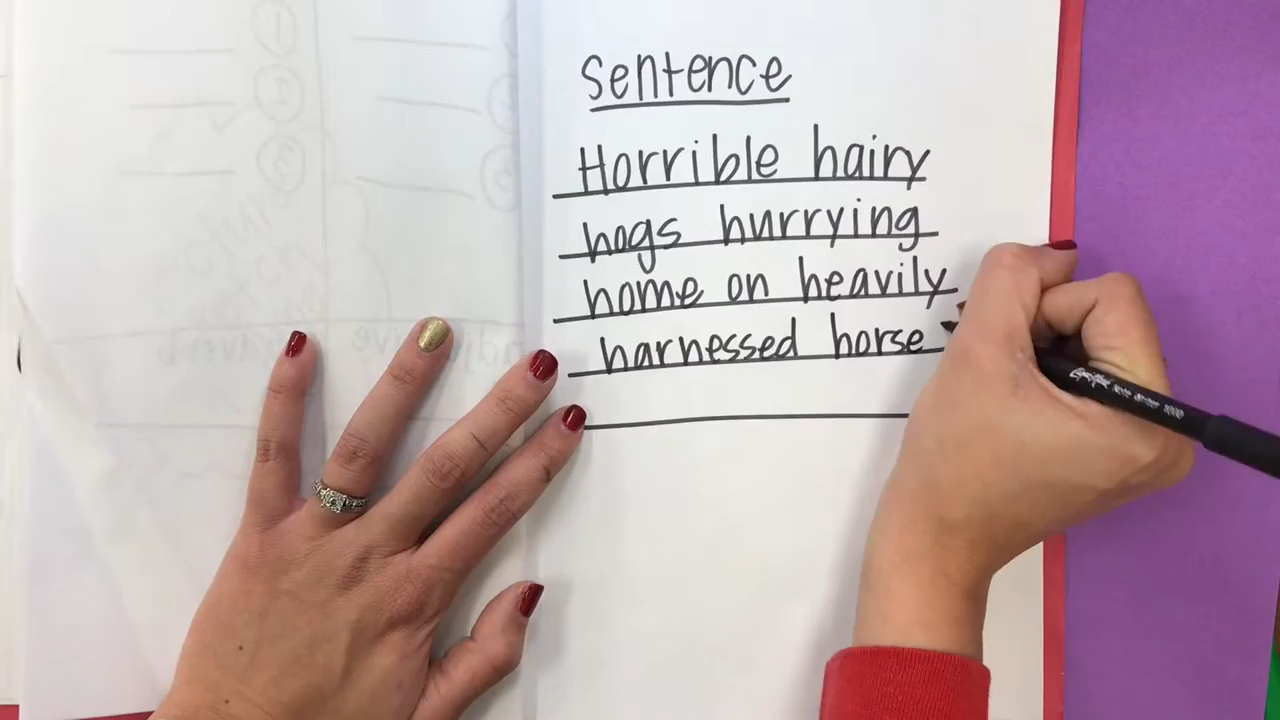 Sentence
Horrible hairy
hogs hurrying
home on heavily
harnessed horse